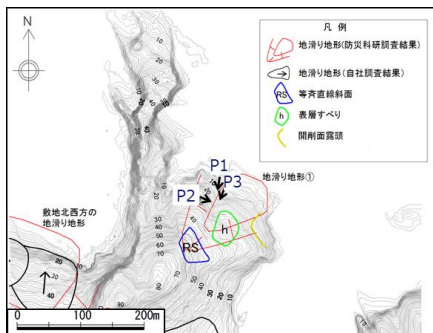 凡 例
地滑り地形(防災科研調査結果)
地滑り地形(自社調査結果)
RS 等斉直線斜面
h 表層すべり
開削面露頭
N
P1
P3
P2
地滑り地形①
敷地北西方の
地滑り地形
h
RS
0 100 200m